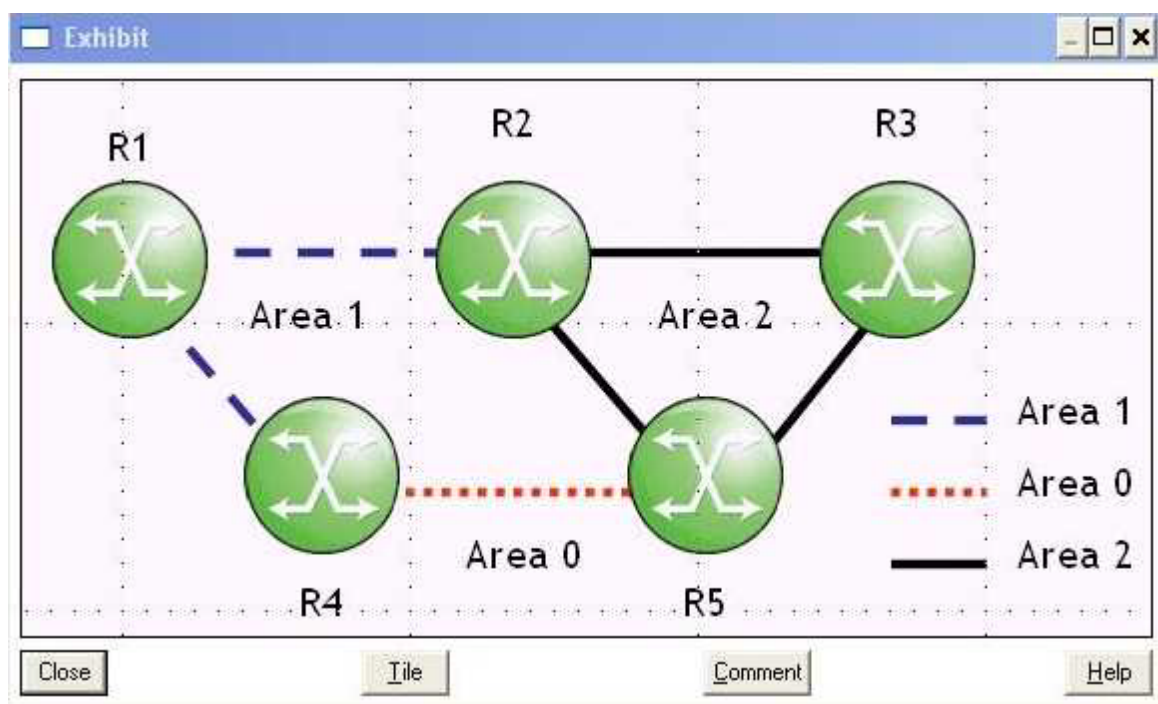 Exhibit
R1
R2
R3
Area 1
Area 2
Area 1
Area 0
Area 0
Area 2
R4
R5
Close
Tile
Comment
Help